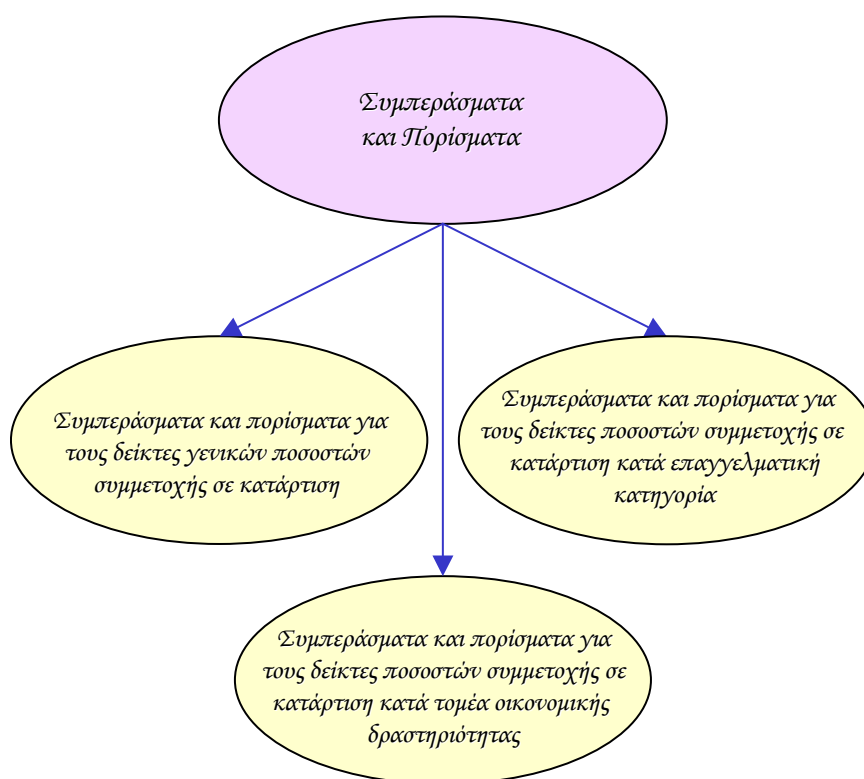 Συμπεράσματα
και Πορίσματα
Συμπεράσματα και πορίσματα για
τους δείκτες γενικών ποσοστών
συμμετοχής σε κατάρτιση
Συμπεράσματα και πορίσματα για
τους δείκτες ποσοστών συμμετοχής σε
κατάρτιση κατά επαγγελματική
κατηγορία
Συμπεράσματα και πορίσματα για
τους δείκτες ποσοστών συμμετοχής σε
κατάρτιση κατά τομέα οικονομικής
δραστηριότητας